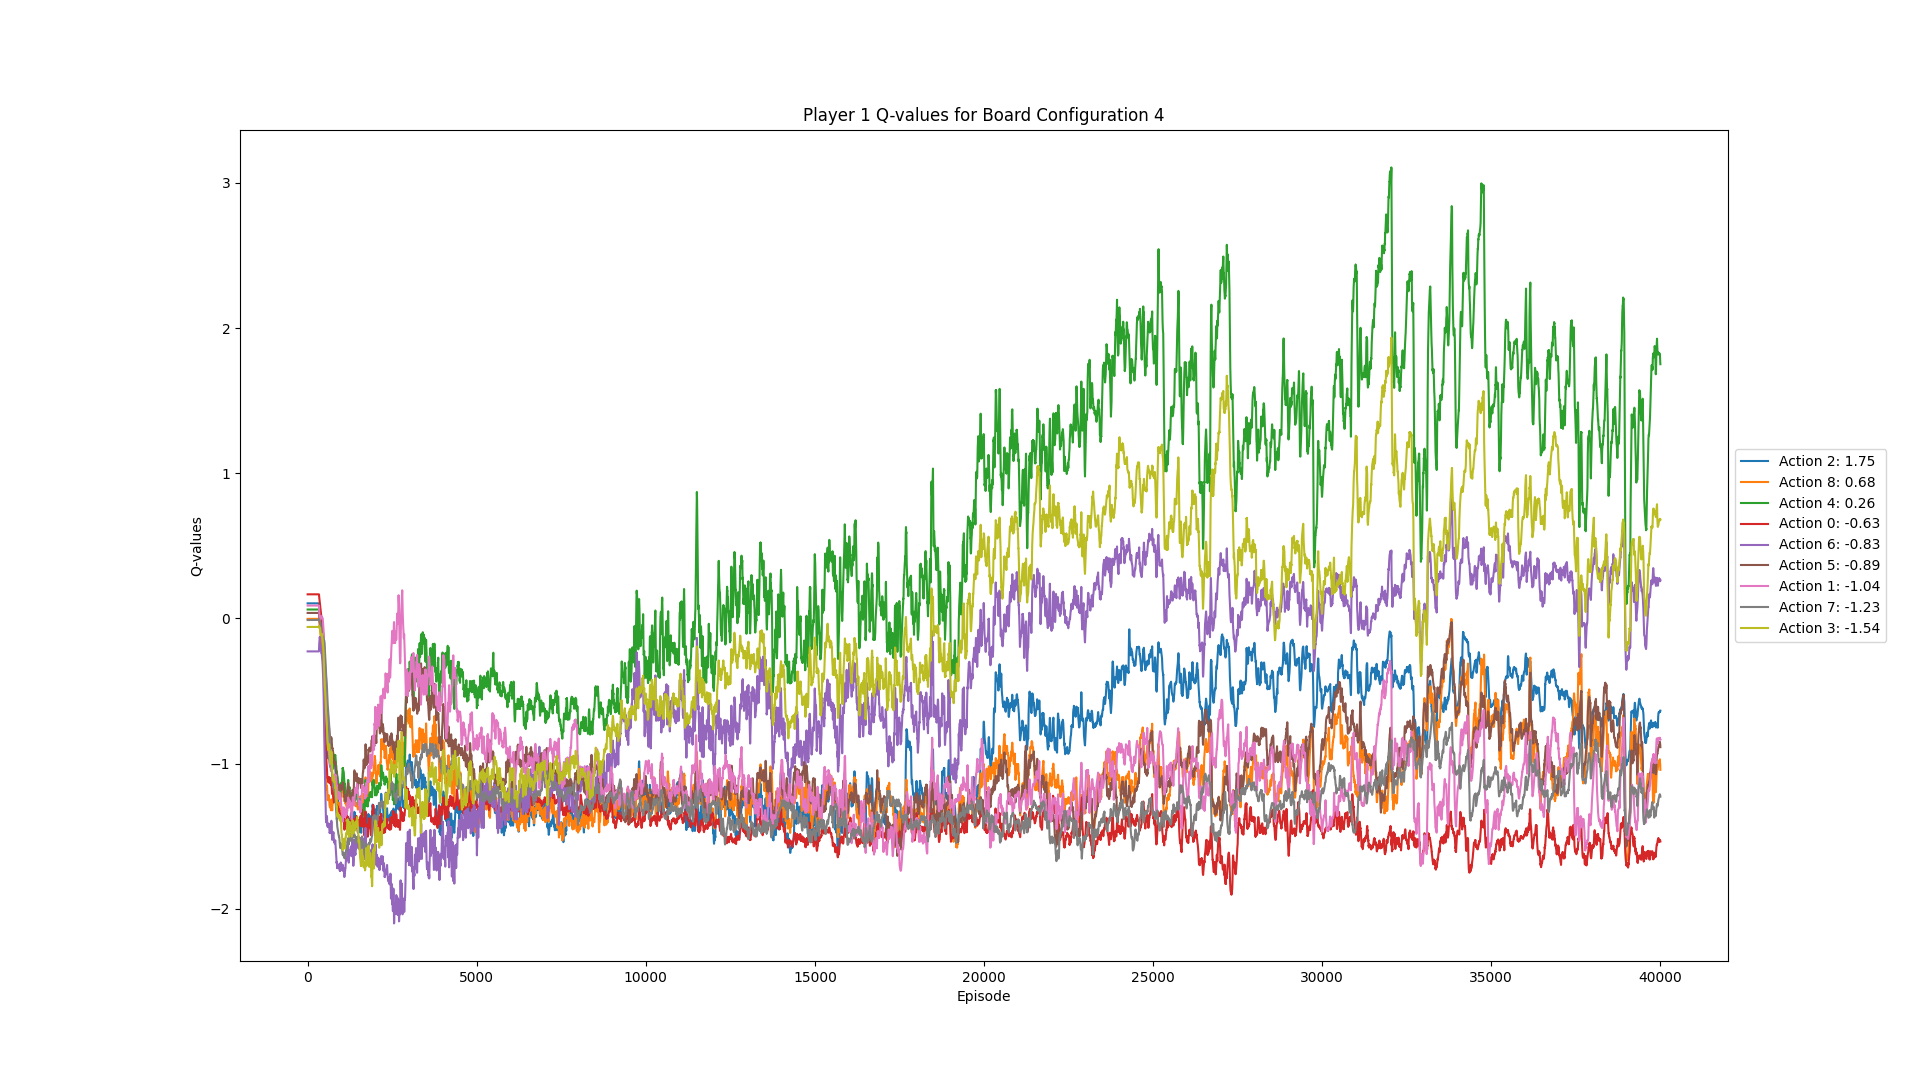 Player 1 Q-values for Board Configuration 4
3
2
1
0
−1
−2
Q-values
0 5000 10000 15000 20000 25000 30000 35000 40000
Episode
Action 2: 1.75
Action 8: 0.68
Action 4: 0.26
Action 0: -0.63
Action 6: -0.83
Action 5: -0.89
Action 1: -1.04
Action 7: -1.23
Action 3: -1.54